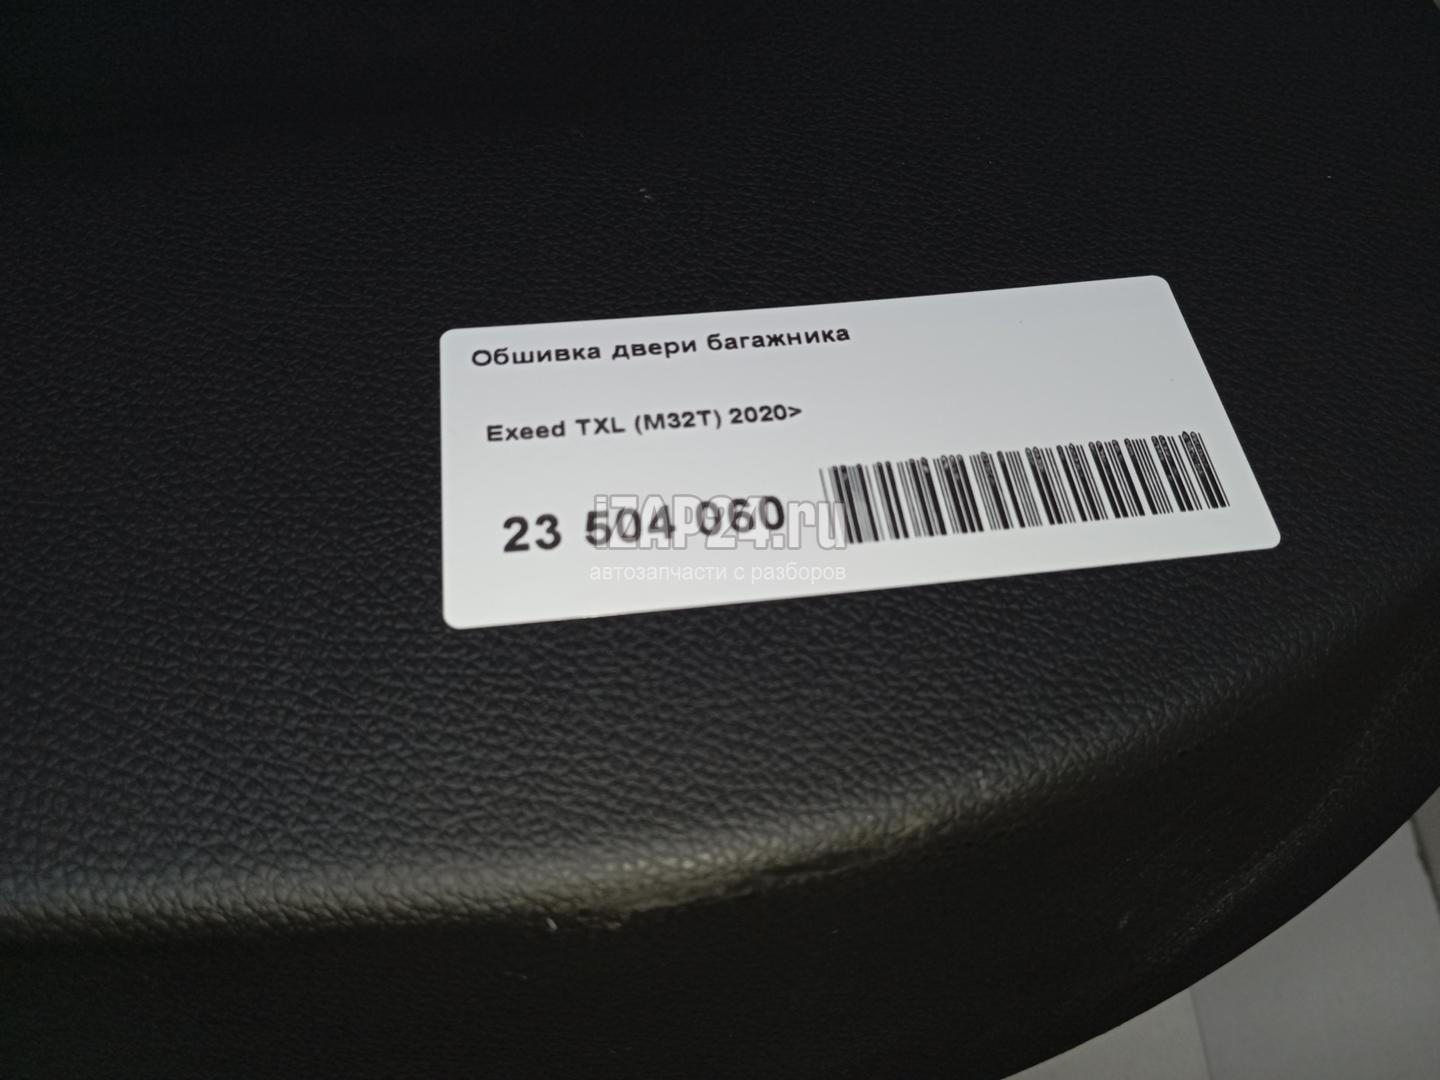 Обшивка двери багажника
Exeed TXL (M32T) 2020>
23 504 060
iZAP24.ru
автозапчасти с разборов